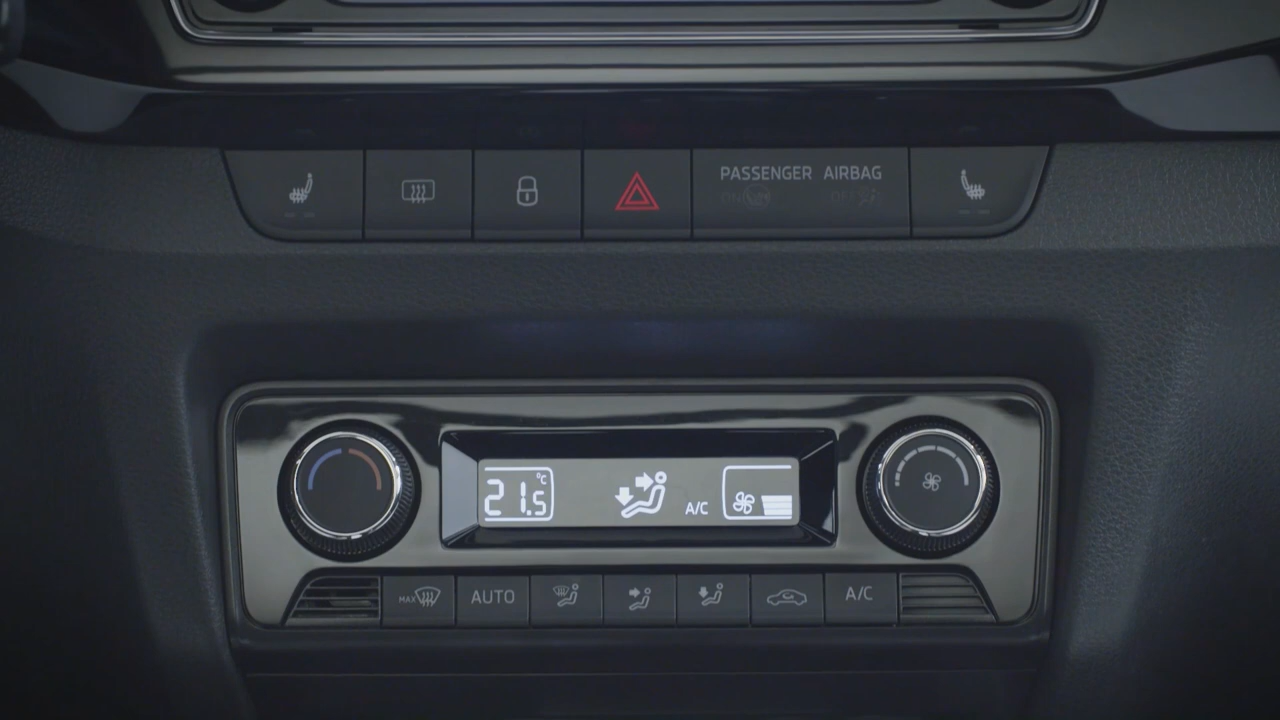 PASSENGER AIRBAG
ON OFF
21.5 °C
A/C
MAX AUTO A/C